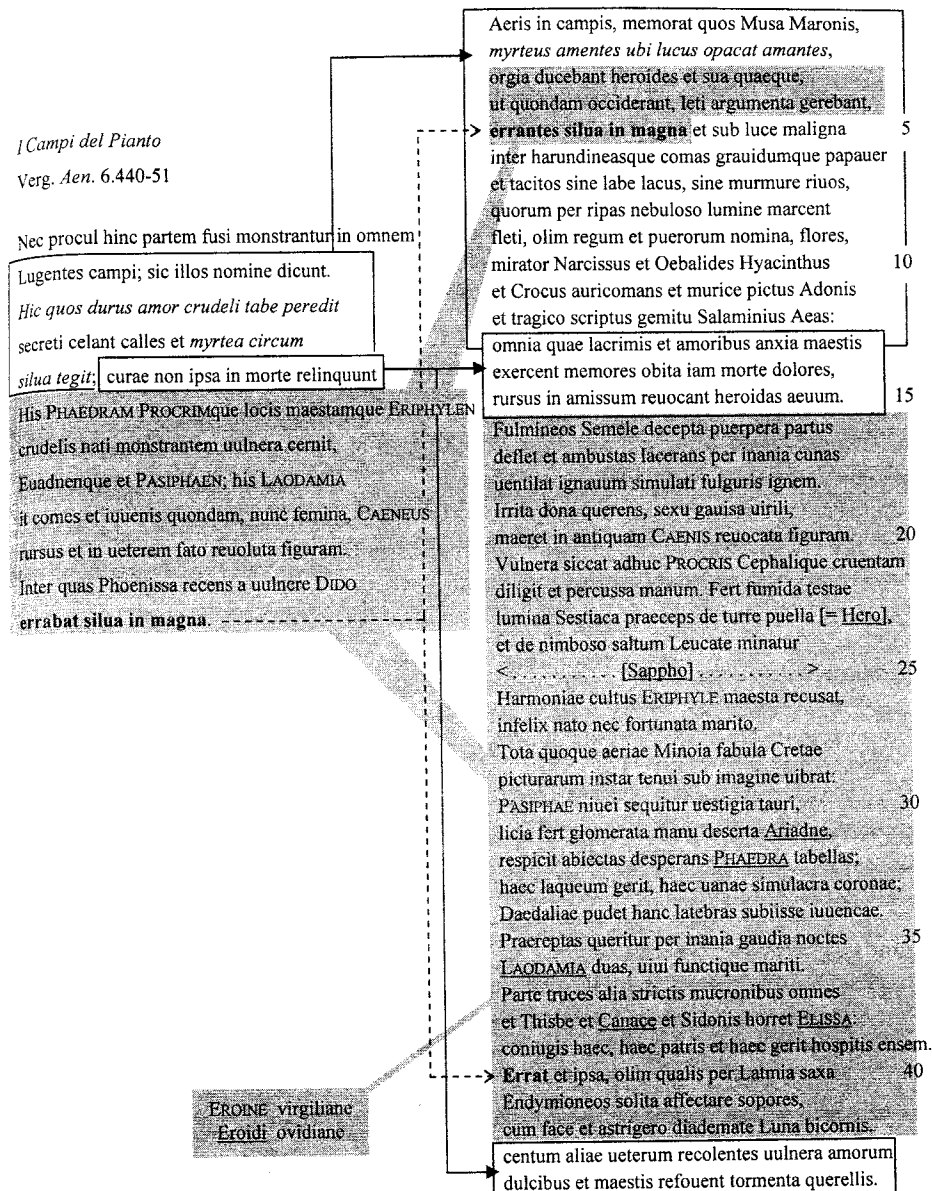 I Campi del Pianto
Verg. Aen. 6.440-51
Nec procul hinc partem fusi monstrantur in omnem
Lugentes campi; sic illos nomine dicunt.
Hic quos durus amor crudeli tabe peredit
secreti celant calles et myrtea circum
silua tegit; curae non ipsa in morte relinquunt
His PHAEDRAM PROCRIMque locis maestamque ERIPHYLEN
crudelis nati monstrantem uulnera cernit,
Euadnenque et PASIPHAEN; his LAODAMIA
it comes et iuuenis quondam, nunc femina, CAENEUS
rursus et in ueterem fato reuoluta figuram.
Inter quas Phoenissa recens a uulnere DIDO
errabat silua in magna.
EROINE virgiliane
Eroidi ovidiane
Aeris in campis, memorat quos Musa Maronis,
myrteus amentes ubi lucus opacat amantes,
orgia ducebant heroides et sua quaeque,
ut quondam occiderant, leti argumenta gerebant,
errantes silua in magna et sub luce maligna 5
inter harundineasque comas grauidumque papauer
et tacitos sine labe lacus, sine murmure riuos,
quorum per ripas nebuloso lumine marcent
fleti, olim regum et puerorum nomina, flores,
mirator Narcissus et Oebalides Hyacinthus 10
et Crocus auricomans et murice pictus Adonis
et tragico scriptus gemitu Salaminius Aeas:
omnia quae lacrimis et amoribus anxia maestis
exercent memores obita iam morte dolores,
rursus in amissum reuocant heroidas aeuum. 15
Fulmineos Semele decepta puerpera partus
deflet et ambustas lacerans per inania cunas
uentilat ignauum simulati fulguris ignem.
Irrita dona querens, sexu gauisa uirili,
maeret in antiquam CAENIS reuocata figuram. 20
Vulnera siccat adhuc PROCRIS Cephalique cruentam
diligit et percussa manum. Fert fumida testae
lumina Sestiaca praeceps de turre puella [= Hero],
et de nimboso saltum Leucate minatur
< . . . . . . . . . . . [Sappho] . . . . . . . . . . . > 25
Harmoniae cultus ERIPHYLE maesta recusat,
infelix nato nec fortunata marito.
Tota quoque aeriae Minoia fabula Cretae
picturarum instar tenui sub imagine uibrat:
PASIPHAE niuei sequitur uestigia tauri, 30
licia fert glomerata manu deserta Ariadne,
respicit abiectas desperans PHAEDRA tabellas;
haec laqueum gerit, haec uanae simulacra coronae;
Daedaliae pudet hanc latebras subiisse iuuencae.
Praereptas queritur per inania gaudia noctes 35
LAODAMIA duas, uiui functique mariti.
Parte truces alia strictis mucronibus omnes
et Thisbe et Canace et Sidonis horret ELISSA:
coniugis haec, haec patris et haec gerit hospitis ensem.
Errat et ipsa, olim qualis per Latmia saxa 40
Endymioneos solita affectare sopores,
cum face et astrigero diademate Luna bicornis.
centum aliae ueterum recolentes uulnera amorum
dulcibus et maestis refouent tormenta querellis.